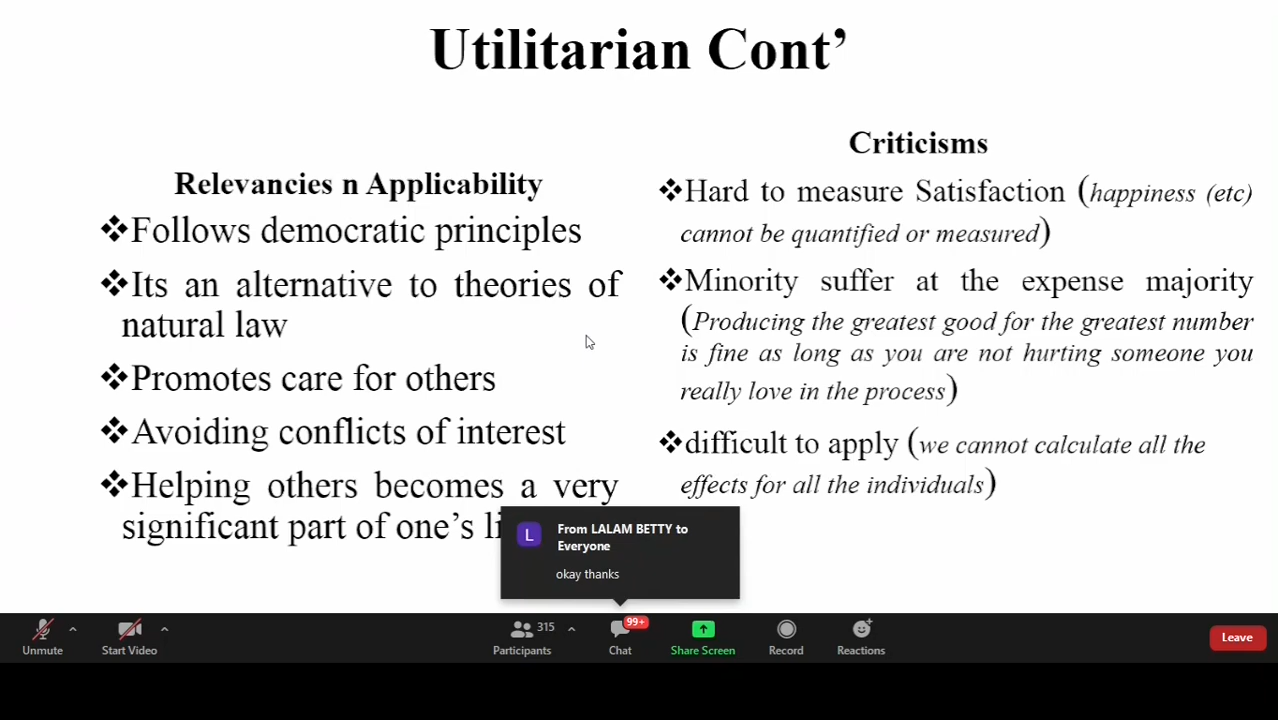 Utilitarian Cont’
Relevancies n Applicability
❖Follows democratic principles
❖Its an alternative to theories of
natural law
❖Promotes care for others
❖Avoiding conflicts of interest
❖Helping others becomes a very
significant part of one’s li
Criticisms
❖Hard to measure Satisfaction (happiness (etc)
cannot be quantified or measured)
❖Minority suffer at the expense majority
(Producing the greatest good for the greatest number
is fine as long as you are not hurting someone you
really love in the process)
❖difficult to apply (we cannot calculate all the
effects for all the individuals)
L
From LALAM BETTY to
Everyone
okay thanks
Unmute
Start Video
315
Participants
99+
Chat
Share Screen
Record
Reactions
Leave